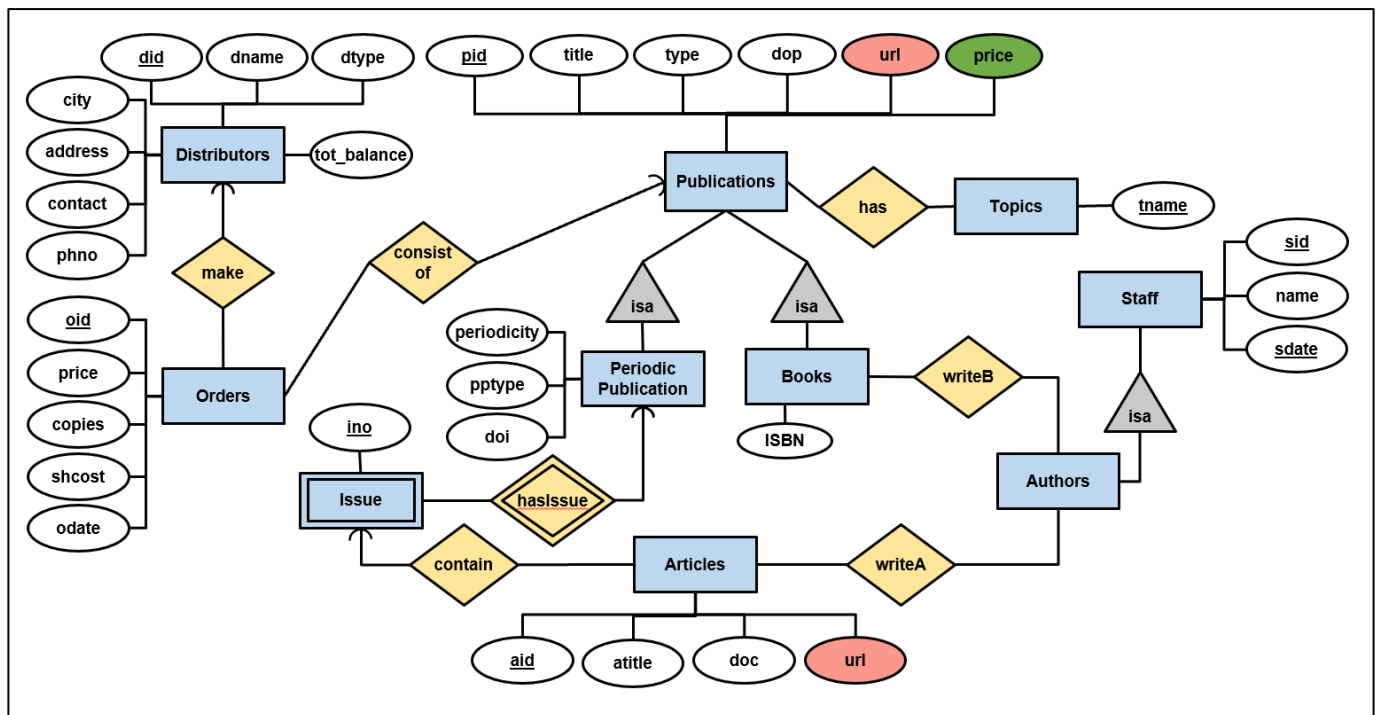 did
dname
dtype
pid
title
type
dop
url
price
city
address
contact
phno
Distributors
tot_balance
Publications
has
Topics
tname
make
consist
of
isa
isa
sid
name
sdate
Staff
oid
price
copies
shcost
odate
Orders
periodicity
pptype
doi
Periodic
Publication
Books
ISBN
writeB
isa
Authors
ino
Issue
hasIssue
contain
Articles
writeA
aid
atitle
doc
url